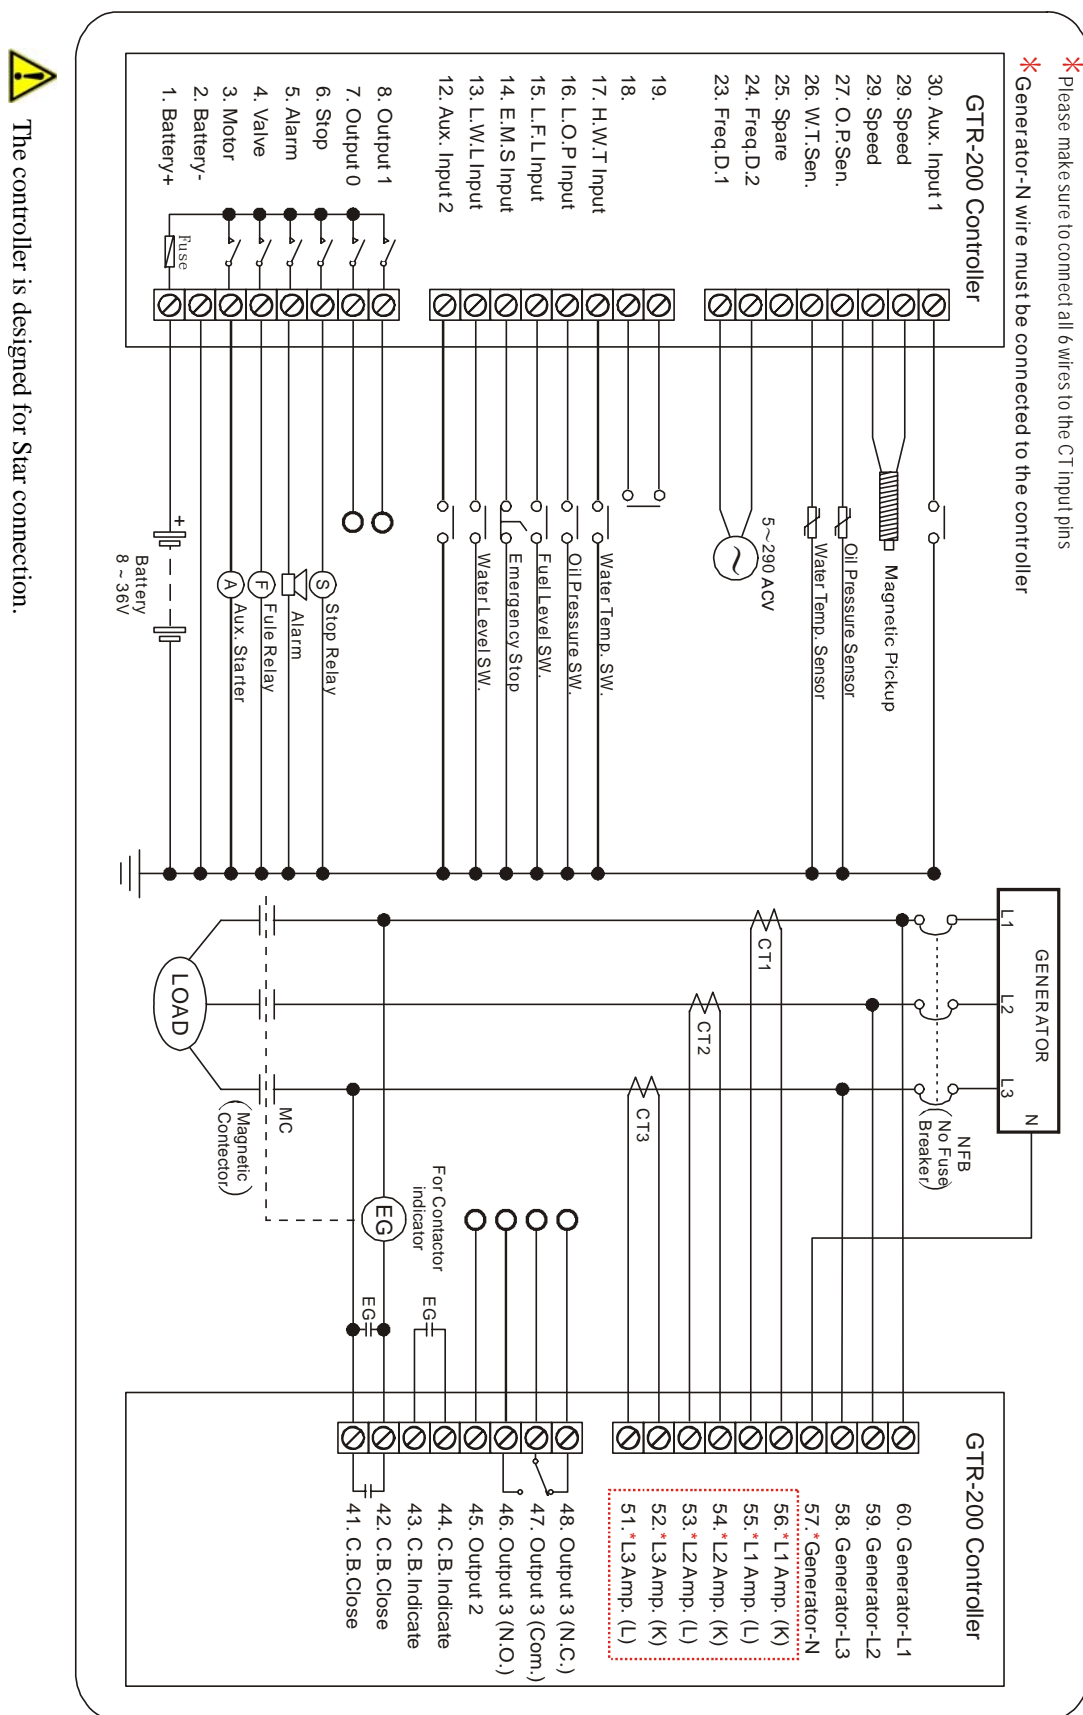 * Please make sure to connect all 6 wires to the CT input pins
* Generator-N wire must be connected to the controller
GTR-200 Controller
30. Aux. Input 1
29. Speed
29. Speed
27. O.P.Sen.
26. W.T.Sen.
25. Spare
24. Freq.D.2
23. Freq.D.1
19.
18.
17. H.W.T Input
16. L.O.P Input
15. L.F.L Input
14. E.M.S Input
13. L.W.L Input
12. Aux. Input 2
8. Output 1
7. Output 0
6. Stop
5. Alarm
4. Valve
3. Motor
2. Battery-
1. Battery+
Fuse
Magnetic Pickup
Oil Pressure Sensor
Water Temp. Sensor
5~290 ACV
Water Temp. SW.
Oil Pressure SW.
Fuel Level SW.
Emergency Stop
Water Level SW.
S
Stop Relay
Alarm
F
Fule Relay
A
Aux. Starter
+
Battery
8 ~ 36V
GENERATOR
L1
L2
L3
N
NFB
(No Fuse
Breaker)
CT1
CT2
CT3
LOAD
MC
(Magnetic
Contector)
For Contactor
indicator
EG
EG
EG
GTR-200 Controller
60. Generator-L1
59. Generator-L2
58. Generator-L3
57.*Generator-N
56.*L1 Amp. (K)
55.*L1 Amp. (L)
54.*L2 Amp. (K)
53.*L2 Amp. (L)
52.*L3 Amp. (K)
51.*L3 Amp. (L)
48. Output 3 (N.C.)
47. Output 3 (Com.)
46. Output 3 (N.O.)
45. Output 2
44. C.B.Indicate
43. C.B.Indicate
42. C.B.Close
41. C.B.Close
The controller is designed for Star connection.